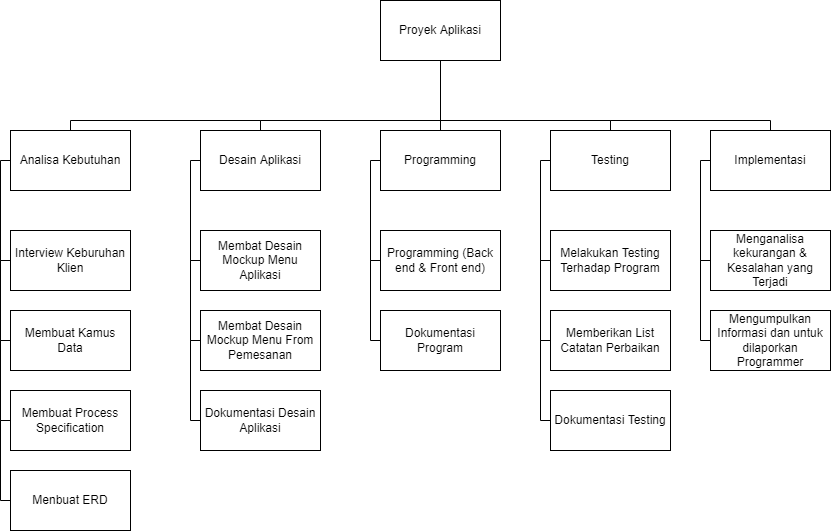 Proyek Aplikasi
Analisa Kebutuhan
Desain Aplikasi
Programming
Testing
Implementasi
Interview Keburuhan
Klien
Membat Desain
Mockup Menu
Aplikasi
Programming (Back
end & Front end)
Melakukan Testing
Terhadap Program
Menganalisa
kekurangan &
Kesalahan yang
Terjadi
Membuat Kamus
Data
Membat Desain
Mockup Menu From
Pemesanan
Dokumentasi
Program
Memberikan List
Catatan Perbaikan
Mengumpulkan
Informasi dan untuk
dilaporkan
Programmer
Membuat Process
Specification
Dokumentasi Desain
Aplikasi
Dokumentasi Testing
Menbuat ERD